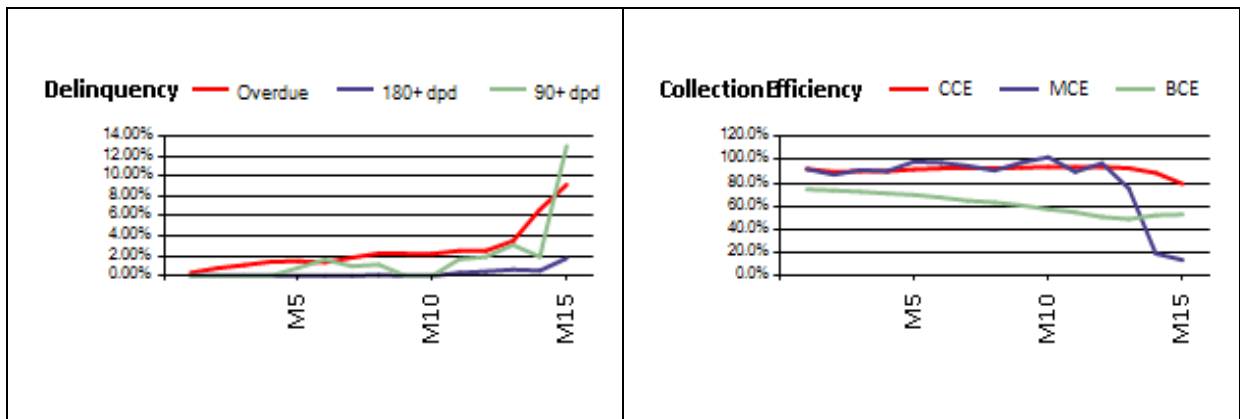 Delinquency Overdue 180+ dpd 90+ dpd
14.00%
12.00%
10.00%
8.00%
6.00%
4.00%
2.00%
0.00%
M5
M10
M15
Collection Efficiency CCE MCE BCE
120.0%
100.0%
80.0%
60.0%
40.0%
20.0%
0.0%
M5
M10
M15